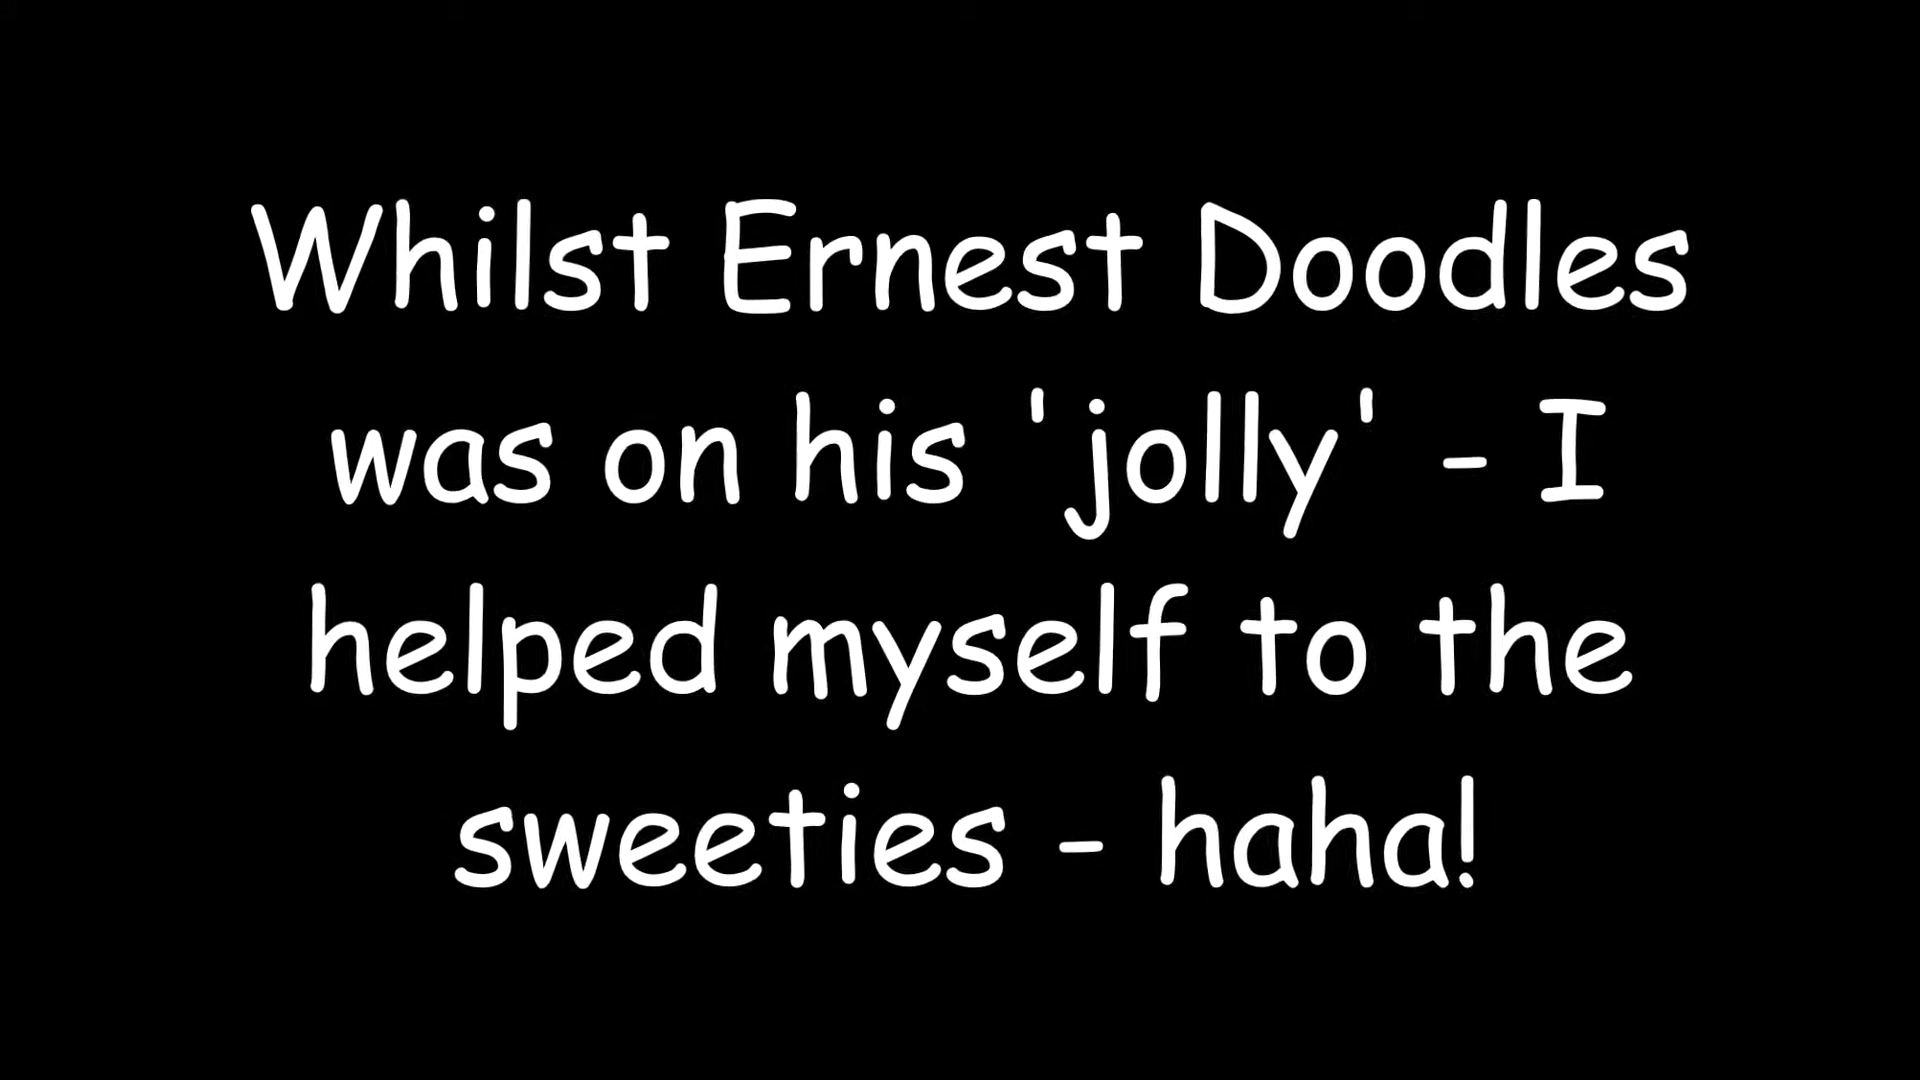 Whilst Ernest Doodles
was on his 'jolly' - I
helped myself to the
sweeties - haha!